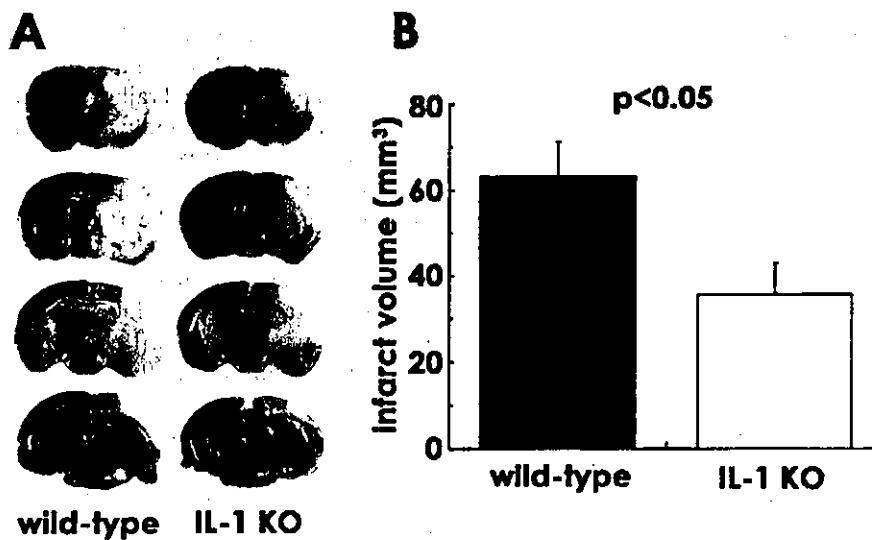 A
wild-type IL-1 KO
B
p<0.05
Infarct volume (mm³)
80
60
40
20
0
wild-type IL-1 KO